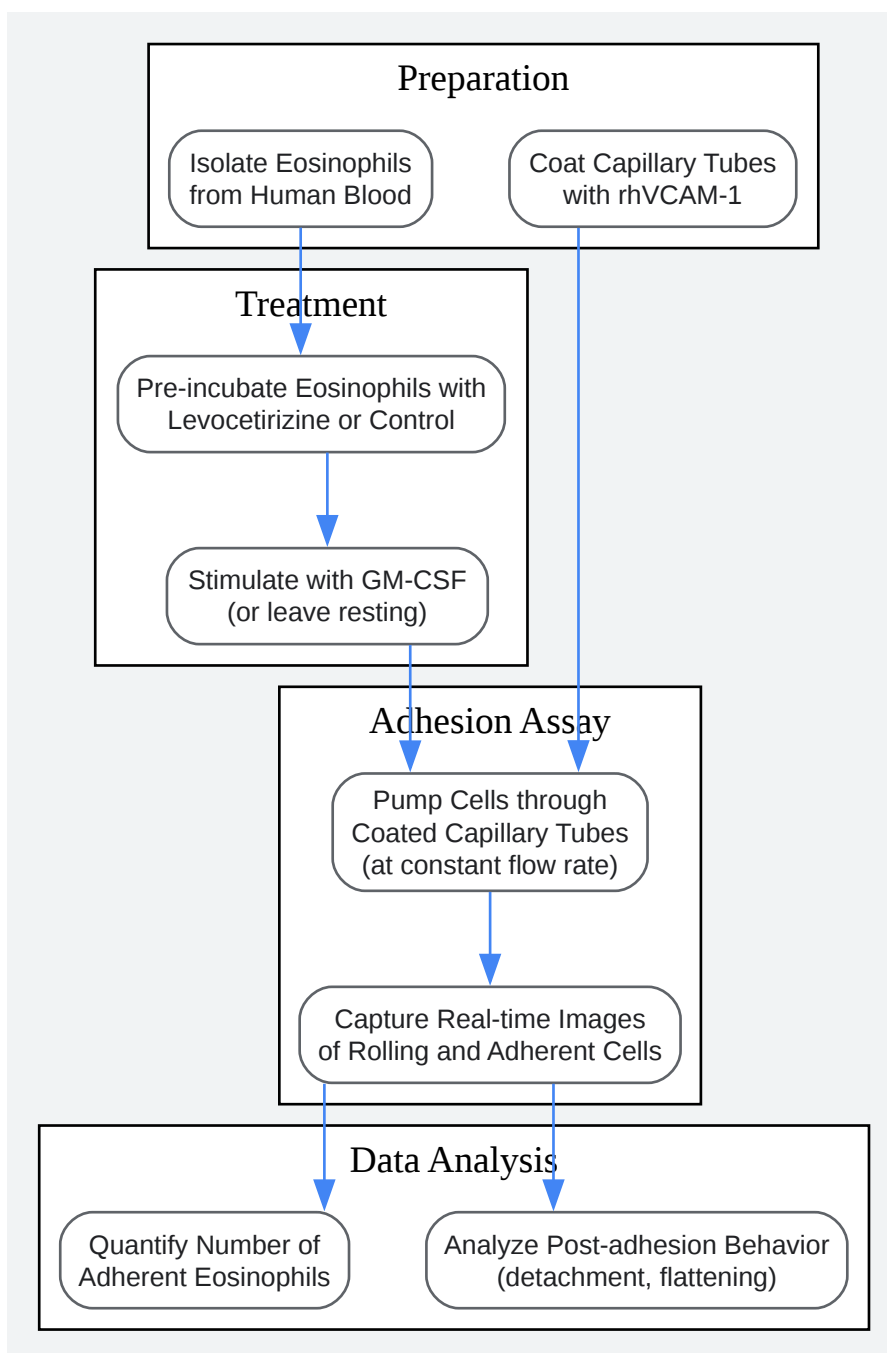 Preparation
Isolate Eosinophils
from Human Blood
Coat Capillary Tubes
with rhVCAM-1
Treatment
Pre-incubate Eosinophils with
Levocetirizine or Control
Stimulate with GM-CSF
(or leave resting)
Adhesion Assay
Pump Cells through
Coated Capillary Tubes
(at constant flow rate)
Capture Real-time Images
of Rolling and Adherent Cells
Data Analysis
Quantify Number of
Adherent Eosinophils
Analyze Post-adhesion Behavior
(detachment, flattening)